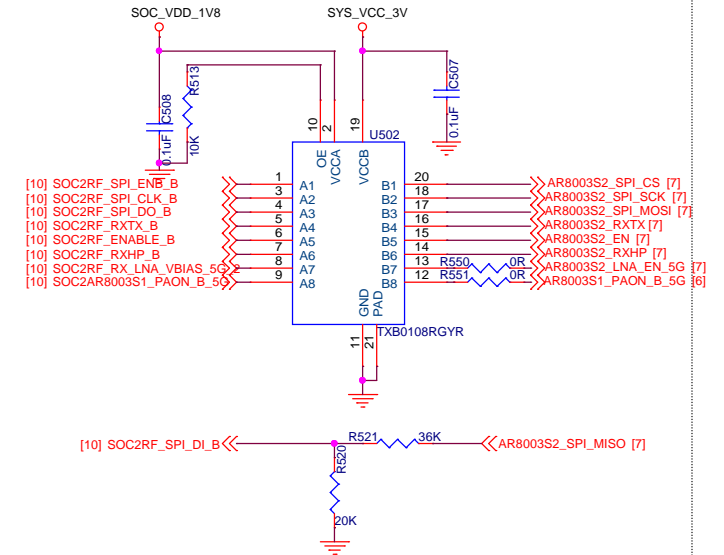 SOC_VDD_1V8
SYS_VCC_3V
C508
0.1uF
R513
10K
C507
0.1uF
10
2
19
U502
OE
VCCA
VCCB
[10] SOC2RF_SPI_ENB_B 1 A1 B1 20 AR8003S2_SPI_CS [7]
[10] SOC2RF_SPI_CLK_B 3 A2 B2 18 AR8003S2_SPI_SCK [7]
[10] SOC2RF_SPI_DO_B 4 A3 B3 17 AR8003S2_SPI_MOSI [7]
[10] SOC2RF_RXTX_B 5 A4 B4 16 AR8003S2_RXTX [7]
[10] SOC2RF_ENABLE_B 6 A5 B5 15 AR8003S2_EN [7]
[10] SOC2RF_RXHP_B 7 A6 B6 14 AR8003S2_RXHP [7]
[10] SOC2RF_RX_LNA_VBIAS_5G_2 8 A7 B7 13 R550 0R AR8003S2_LNA_EN_5G [7]
[10] SOC2AR8003S1_PAON_B_5G 9 A8 B8 12 R551 0R AR8003S1_PAON_B_5G [6]
GND
PAD
11
21
TXB0108RGYR
[10] SOC2RF_SPI_DI_B R521 36K AR8003S2_SPI_MISO [7]
R520
20K